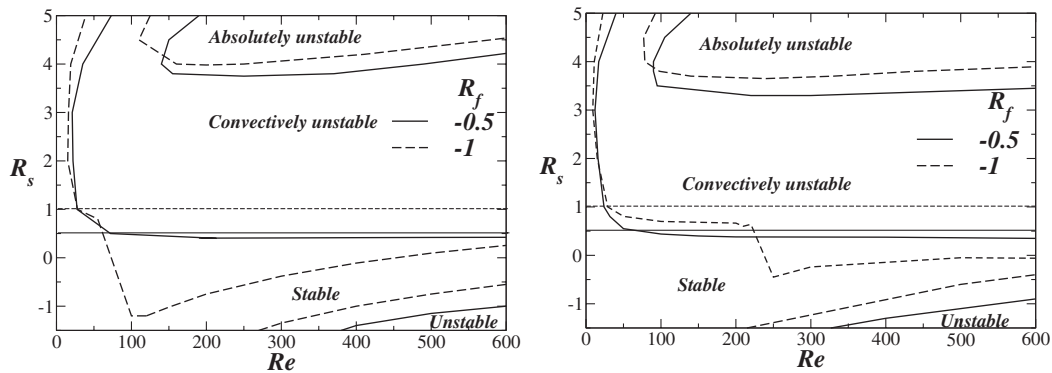 5
Absolutely unstable
4
R_f
3
Convectively unstable
-0.5
-1
2
R_s
1
0
Stable
-1
Unstable
0 100 200 300 400 500 600
Re
5
Absolutely unstable
4
R_f
3
-0.5
-1
2
R_s
Convectively unstable
1
0
Stable
-1
Unstable
0 100 200 300 400 500 600
Re